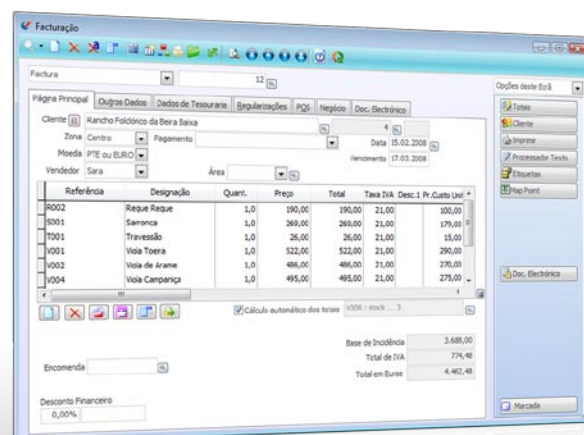 Facturação
Factura 12
Opções deste Ecrã
Página Principal Outros Dados Dados de Tesouraria Regularizações POS Negócio Doc. Electrónico
Totais
Cliente Rancho Folclórico da Beira Baixa 4
Cliente
Zona Centro Pagamento Data 15.02.2008
Imprimir
Moeda PTE ou EURO Vencimento 17.03.2008
Processador Texto
Vendedor Sara Área
Etiquetas
Map Point
Referência Designação Quant. Preço Total Taxa IVA Desc.1 Pr.Custo Unit
R002 Reque Reque 1,0 190,00 190,00 21,00 100,00
S001 Sarronca 1,0 269,00 269,00 21,00 179,00
T001 Travessão 1,0 26,00 26,00 21,00 15,00
V001 Viola Toera 1,0 522,00 522,00 21,00 290,00
V002 Viola de Arame 1,0 486,00 486,00 21,00 270,00
V004 Viola Campaniça 1,0 495,00 495,00 21,00 275,00
Doc. Electrónico
Cálculo automático dos totais V006 - stock ... 3
Base de Incidência 3.688,00
Total de IVA 774,48
Encomenda Total em Euros 4.462,48
Desconto Financeiro
0,00%
Marcada